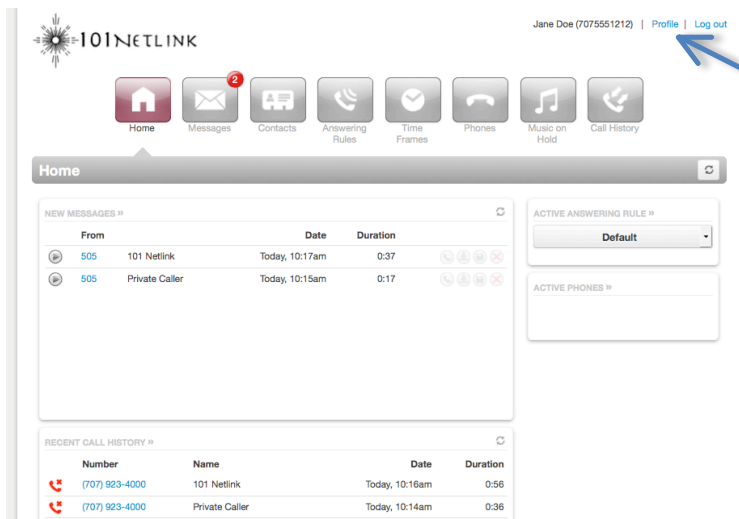 101NETLINK
Jane Doe (7075551212) | Profile | Log out
2
Home Messages Contacts Answering Rules Time Frames Phones Music on Hold Call History
Home
NEW MESSAGES »
From Date Duration
505 101 Netlink Today, 10:17am 0:37
505 Private Caller Today, 10:15am 0:17
ACTIVE ANSWERING RULE »
Default
ACTIVE PHONES »
RECENT CALL HISTORY »
Number Name Date Duration
(707) 923-4000 101 Netlink Today, 10:16am 0:56
(707) 923-4000 Private Caller Today, 10:14am 0:36